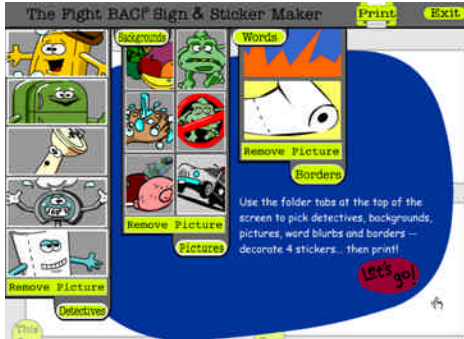 The Fight BAC!® Sign & Sticker Maker
Print
Exit
Backgrounds
Words
Remove Picture
Borders
Remove Picture
Pictures
Use the folder tabs at the top of the
screen to pick detectives, backgrounds,
pictures, word blurbs and borders --
decorate 4 stickers... then print!
Let's go!
Remove Picture
Detectives
This